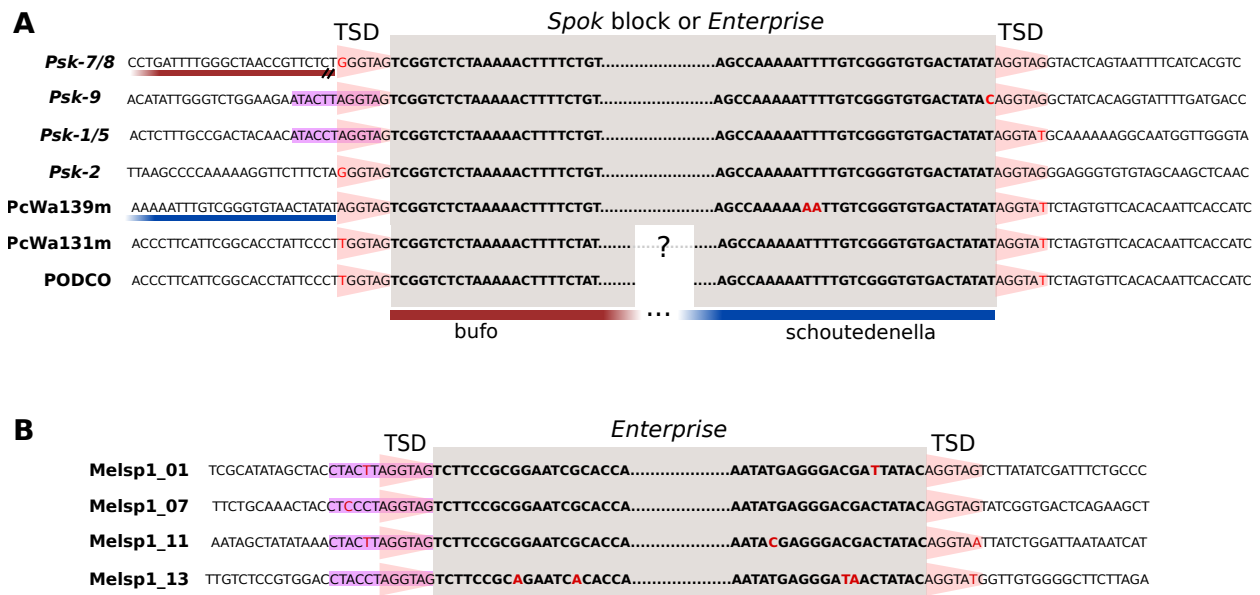 A
Spok block or Enterprise
TSD TSD
Psk-7/8 CCTGATTTTGGGCTAACCGTTCTCTGGGTAGTCGGTCTCTAAAAACTTTTCTGT......................AGCCAAAAATTTTGTCGGGTGTGACTATATAGGTAGGTACTCAGTAATTTTCATCACGTC
Psk-9 ACATATTGGGTCTGGAAGAATACTTAGGTAGTCGGTCTCTAAAAACTTTTCTGT......................AGCCAAAAATTTTGTCGGGTGTGACTATACAGGTAGGCTATCACAGGTATTTTGATGACC
Psk-1/5 ACTCTTTGCCGACTACAACATACCTAGGTAGTCGGTCTCTAAAAACTTTTCTGT......................AGCCAAAAATTTTGTCGGGTGTGACTATATAGGTATGCAAAAAAGGCAATGGTTGGGTA
Psk-2 TTAAGCCCCAAAAAGGTTCTTTCTAGGGTAGTCGGTCTCTAAAAACTTTTCTGT......................AGCCAAAAATTTTGTCGGGTGTGACTATATAGGTAGGGAGGGTGTGTAGCAAGCTCAAC
PcWa139m AAAAATTTGTCGGGTGTAACTATATAGGTAGTCGGTCTCTAAAAACTTTTCTGT......................AGCCAAAAAAATTGTCGGGTGTGACTATATAGGTATTCTAGTGTTCACACAATTCACCATC
PcWa131m ACCCTTCATTCGGCACCTATTCCCTTGGTAGTCGGTCTCTAAAAACTTTTCTAT.......?.......AGCCAAAAATTTTGTCGGGTGTGACTATATAGGTATTCTAGTGTTCACACAATTCACCATC
PODCO ACCCTTCATTCGGCACCTATTCCCTTGGTAGTCGGTCTCTAAAAACTTTTCTAT........ .....AGCCAAAAATTTTGTCGGGTGTGACTATATAGGTATTCTAGTGTTCACACAATTCACCATC
...
bufo schoutedenella
B
Enterprise
TSD TSD
Melsp1_01 TCGCATATAGCTACCTACTTAGGTAGTCTTCCGCGGAATCGCACCA...................AATATGAGGGACGATTATACAGGTAGTCTTATATCGATTTCTGCCC
Melsp1_07 TTCTGCAAACTACCTCCCTAGGTAGTCTTCCGCGGAATCGCACCA...................AATATGAGGGACGACTATACAGGTAGTATCGGTGACTCAGAAGCT
Melsp1_11 AATAGCTATATAAACTACTTAGGTAGTCTTCCGCGGAATCGCACCA...................AATACGAGGGACGACTATACAGGTAATTATCTGGATTAATAATCAT
Melsp1_13 TTGTCTCCGTGGACCTACCTAGGTAGTCTTCCGCAGAATCACACCA...................AATATGAGGGATAACTATACAGGTATGGTTGTGGGGCTTCTTAGA